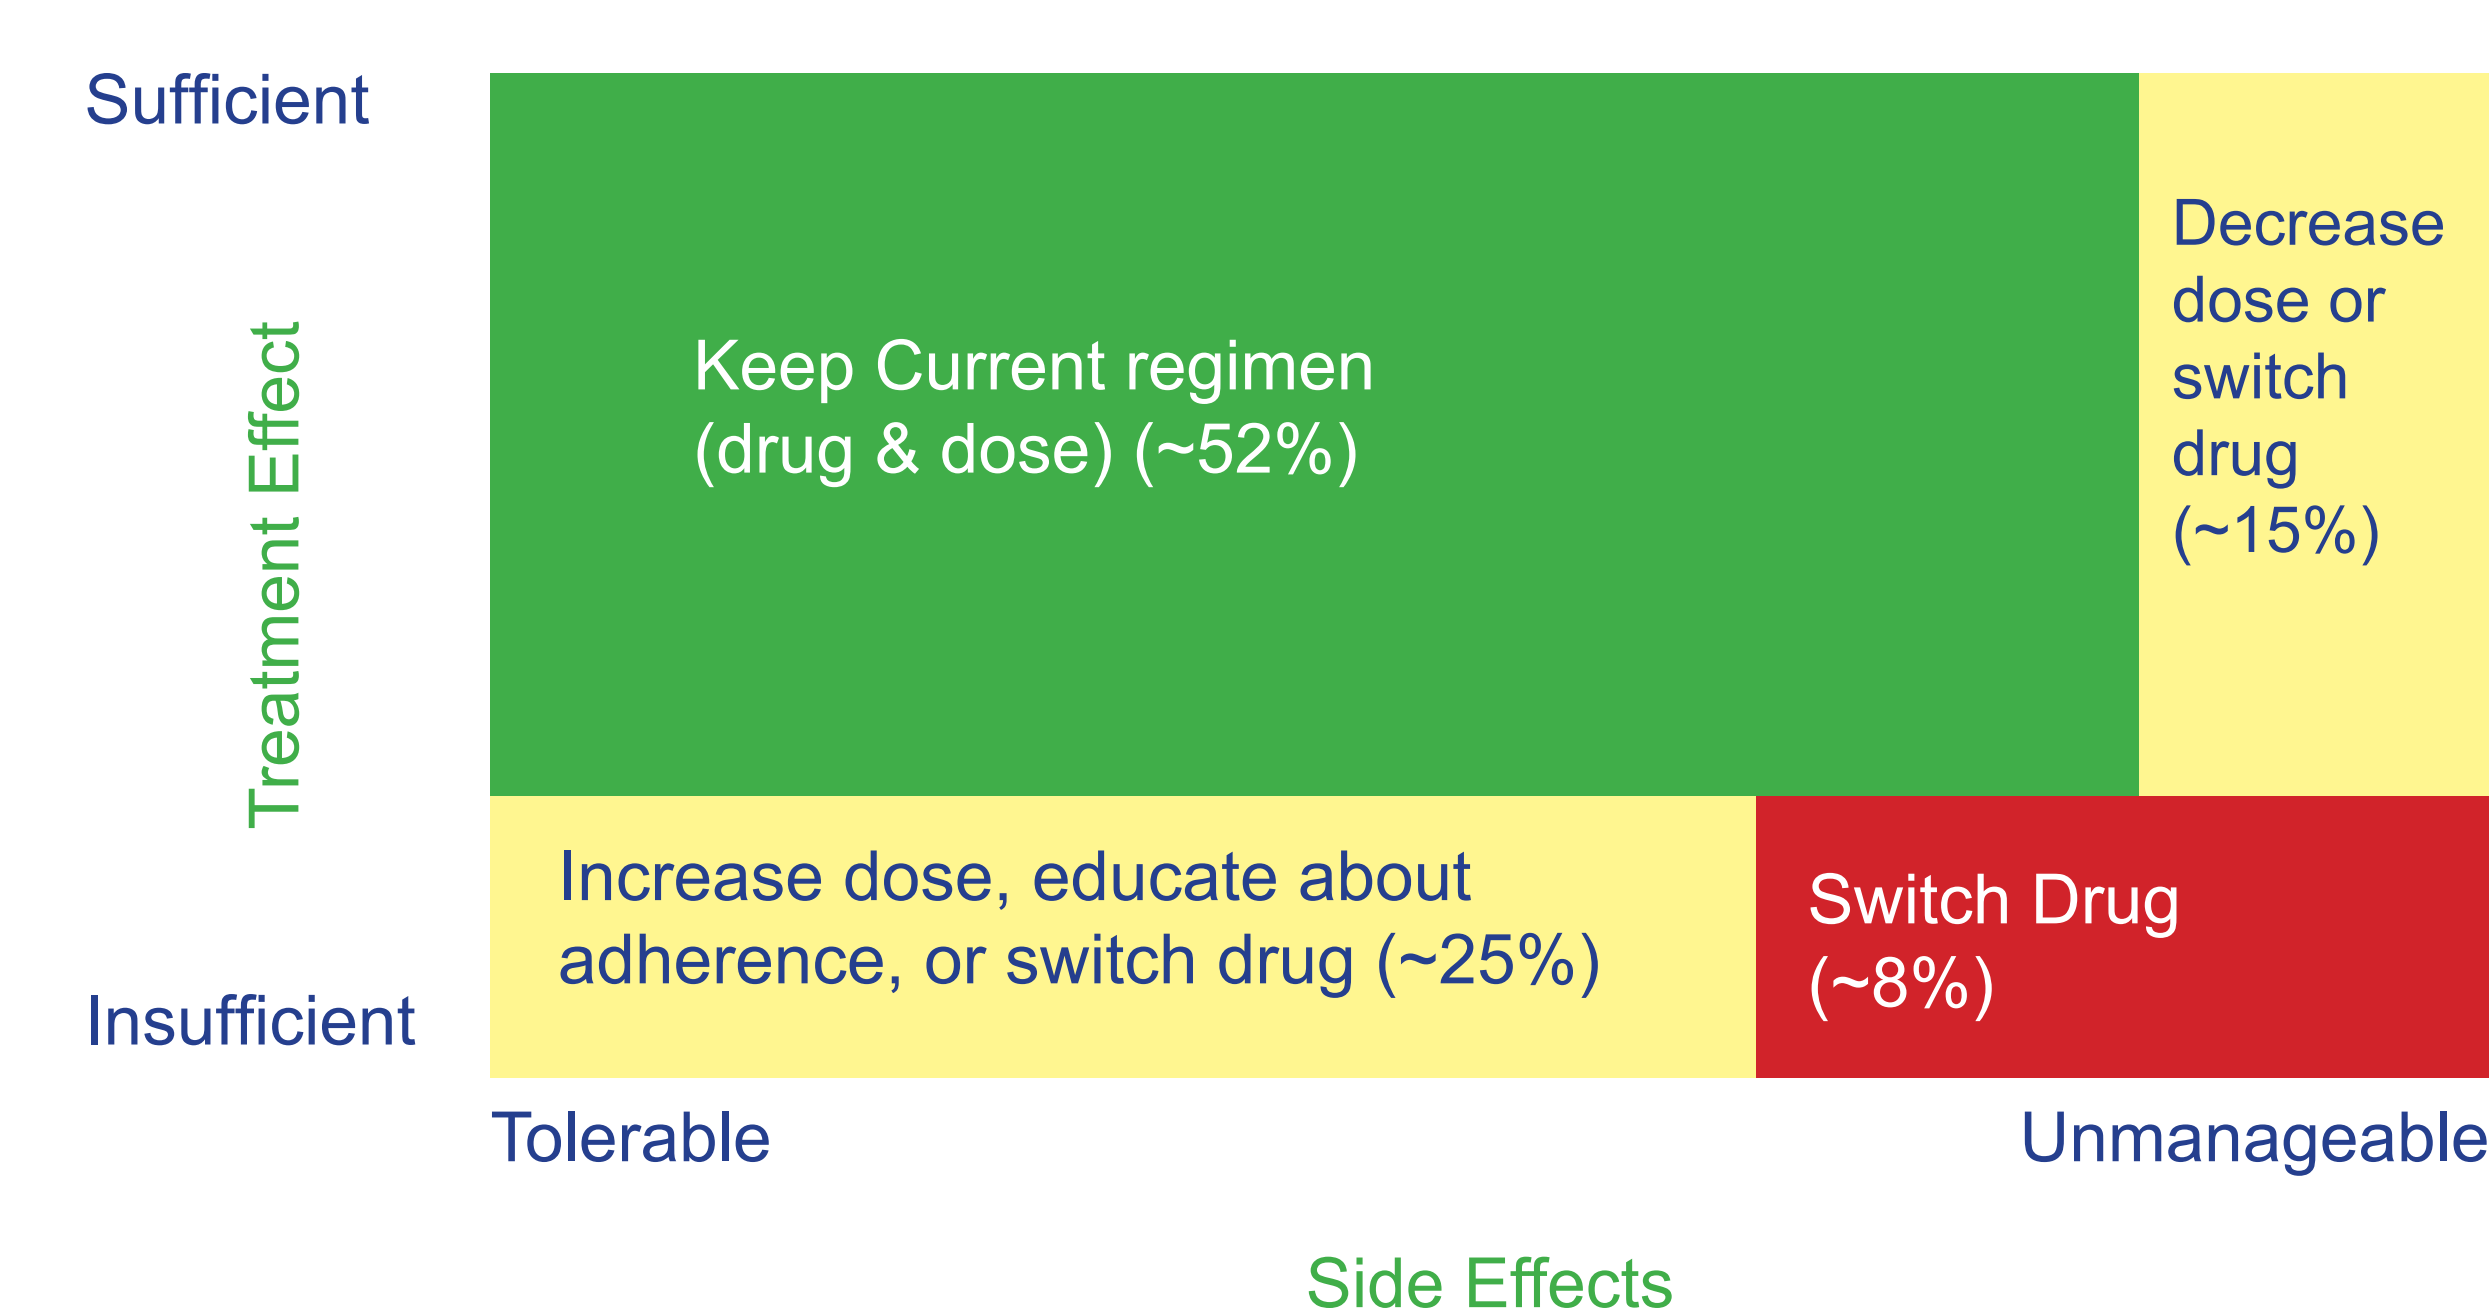 Sufficient
Treatment Effect
Insufficient
Keep Current regimen
(drug & dose) (~52%)
Decrease
dose or
switch
drug
(~15%)
Increase dose, educate about
adherence, or switch drug (~25%)
Switch Drug
(~8%)
Tolerable
Unmanageable
Side Effects